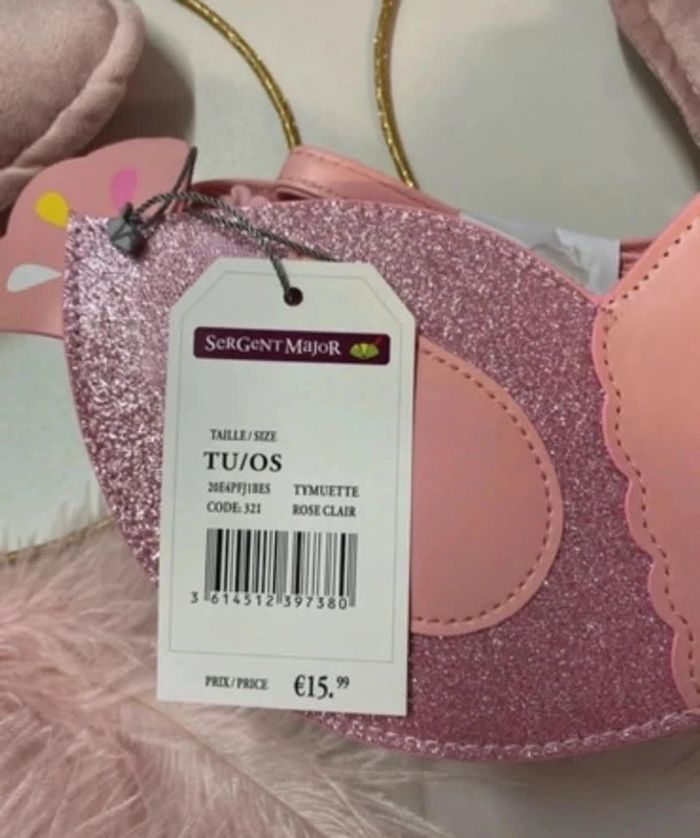 SERGENT MAJOR
TAILLE/SIZE
TU/OS
20E4PFJ1BES TYMUETTE
CODE: 321 ROSE CLAIR
3 614512 397380
PRIX/PRICE €15.99